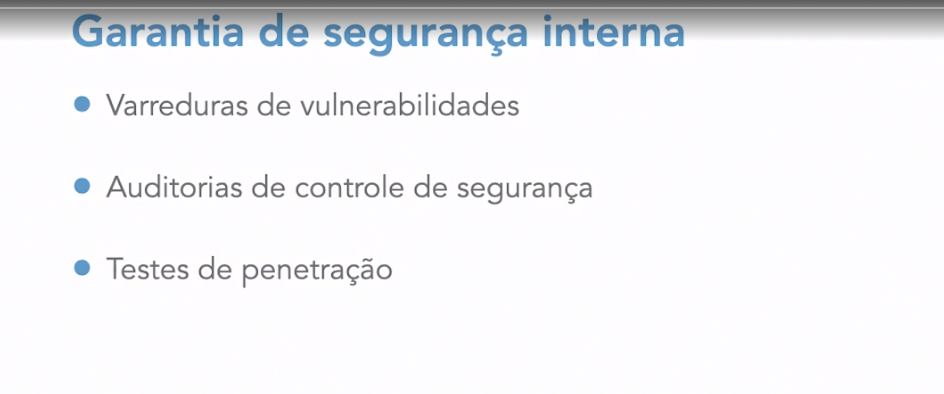 Garantia de segurança interna
Varreduras de vulnerabilidades
Auditorias de controle de segurança
Testes de penetração